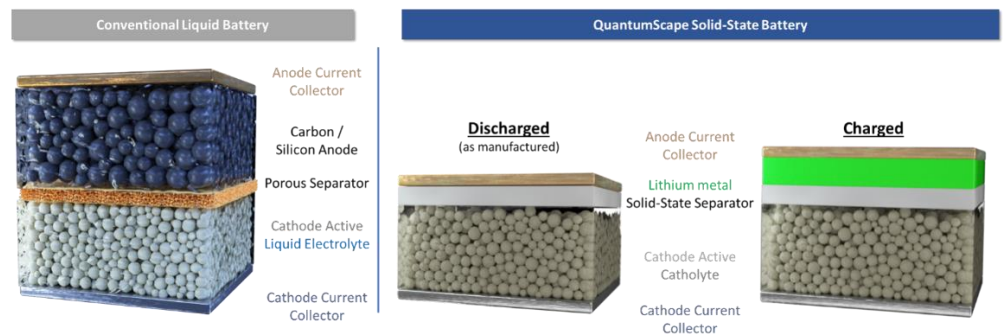 Conventional Liquid Battery
QuantumScape Solid-State Battery
Anode Current
Collector
Carbon /
Silicon Anode
Porous Separator
Cathode Active
Liquid Electrolyte
Cathode Current
Collector
Discharged
(as manufactured)
Anode Current
Collector
Lithium metal
Solid-State Separator
Cathode Active
Catholyte
Cathode Current
Collector
Charged